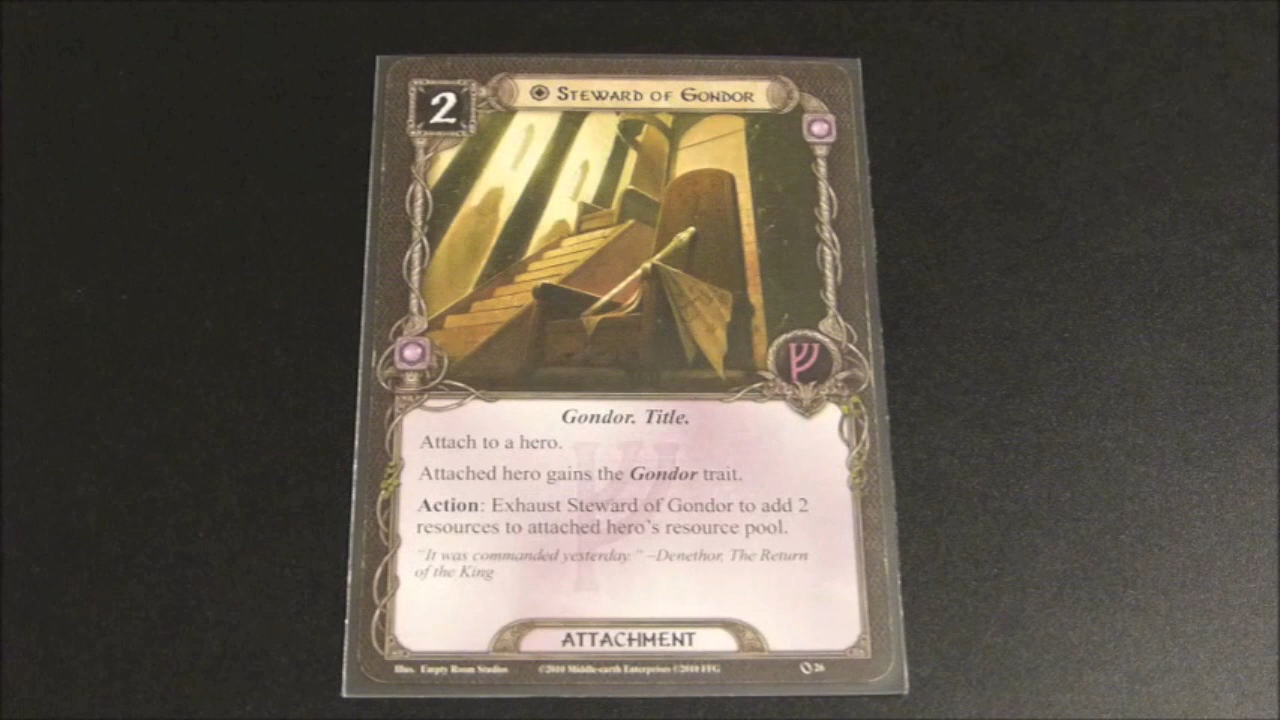 2
STEWARD OF GONDOR
Gondor. Title.
Attach to a hero.
Attached hero gains the Gondor trait.
Action: Exhaust Steward of Gondor to add 2
resources to attached hero's resource pool.
"It was commanded yesterday." –Denethor, The Return
of the King
ATTACHMENT
Illus. Empty Room Studios ©2010 Middle-earth Enterprises ©2010 FFG 26